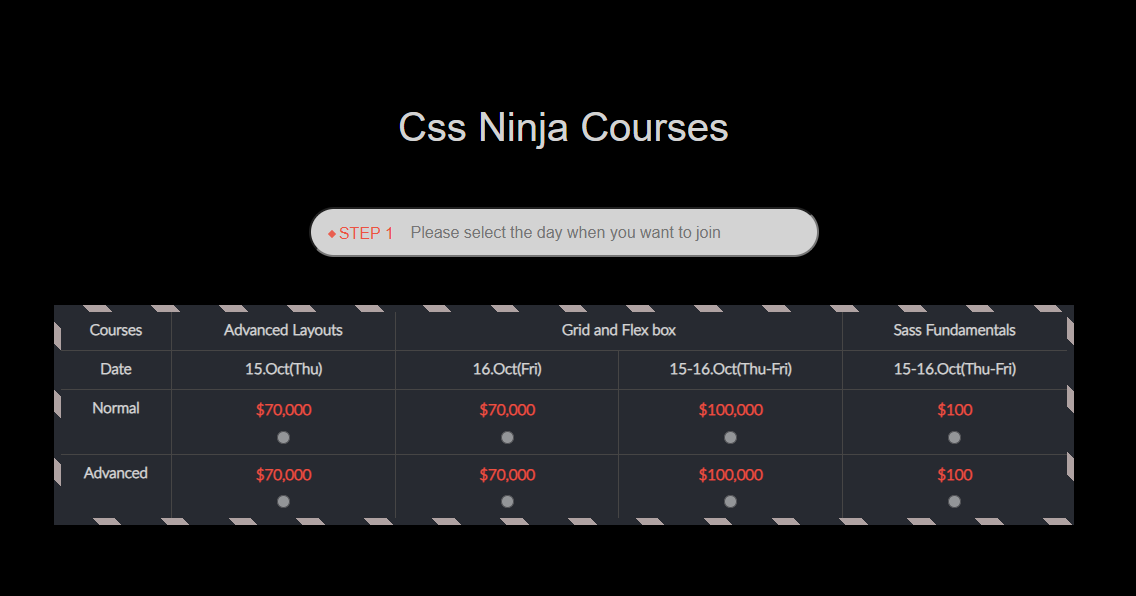 Css Ninja Courses
◆STEP 1 Please select the day when you want to join
Courses Advanced Layouts Grid and Flex box Sass Fundamentals
Date 15.Oct(Thu) 16.Oct(Fri) 15-16.Oct(Thu-Fri) 15-16.Oct(Thu-Fri)
Normal $70,000 $70,000 $100,000 $100
Advanced $70,000 $70,000 $100,000 $100